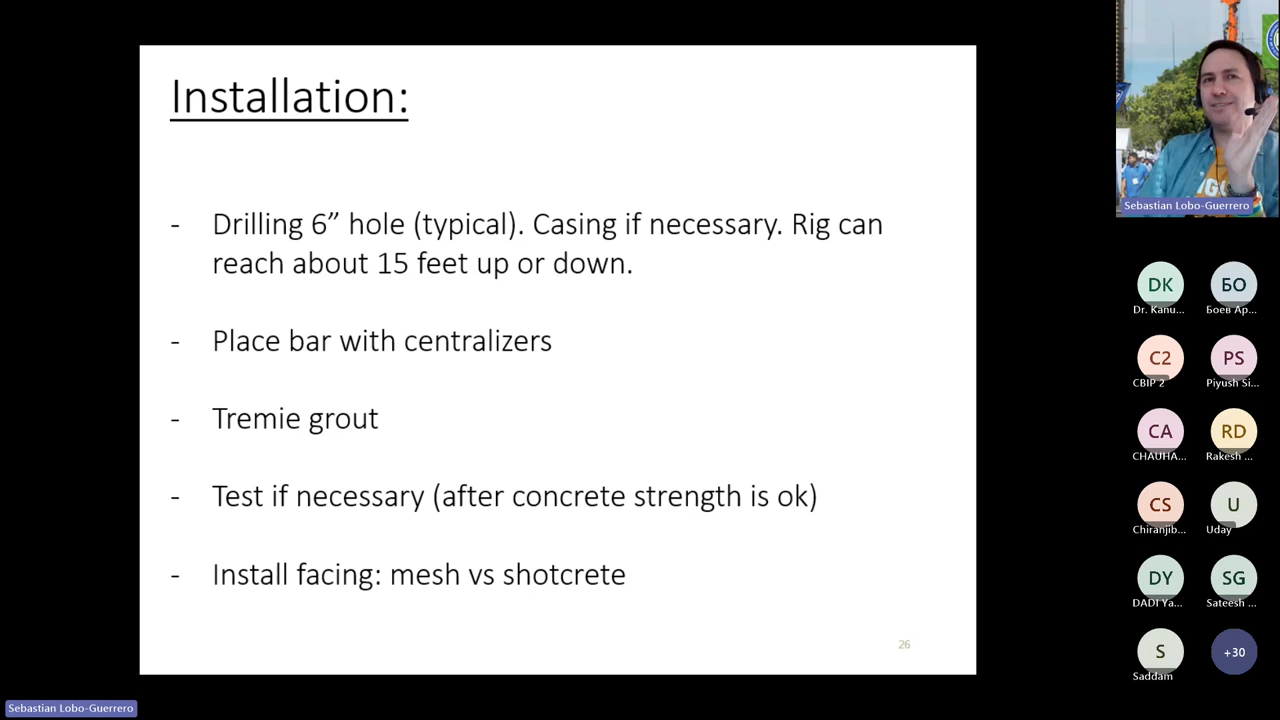 Installation:
- Drilling 6” hole (typical). Casing if necessary. Rig can
reach about 15 feet up or down.
- Place bar with centralizers
- Tremie grout
- Test if necessary (after concrete strength is ok)
- Install facing: mesh vs shotcrete
26
Sebastian Lobo-Guerrero
DK
БО
Dr. Kanu...
Боев Ар...
C2
PS
CBIP 2
Piyush Si...
CA
RD
CHAUHA...
Rakesh ...
CS
U
Chiranjib...
Uday
DY
SG
DADI Ya...
Sateesh ...
S
+30
Saddam
Sebastian Lobo-Guerrero